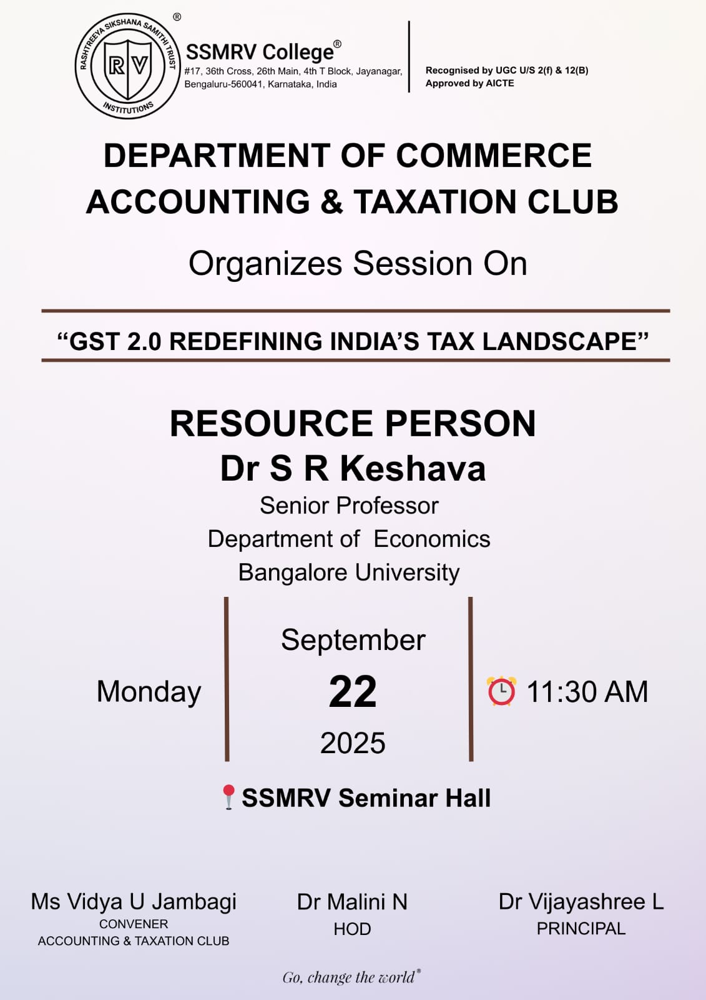 RASHTREEYA SIKSHANA SAMITHI TRUST
RV
INSTITUTIONS
®
SSMRV College®
#17, 36th Cross, 26th Main, 4th T Block, Jayanagar,
Bengaluru-560041, Karnataka, India
Recognised by UGC U/S 2(f) & 12(B)
Approved by AICTE
DEPARTMENT OF COMMERCE
ACCOUNTING & TAXATION CLUB
Organizes Session On
“GST 2.0 REDEFINING INDIA’S TAX LANDSCAPE”
RESOURCE PERSON
Dr S R Keshava
Senior Professor
Department of Economics
Bangalore University
September
Monday 22 11:30 AM
2025
SSMRV Seminar Hall
Ms Vidya U Jambagi Dr Malini N Dr Vijayashree L
CONVENER HOD PRINCIPAL
ACCOUNTING & TAXATION CLUB
Go, change the world®